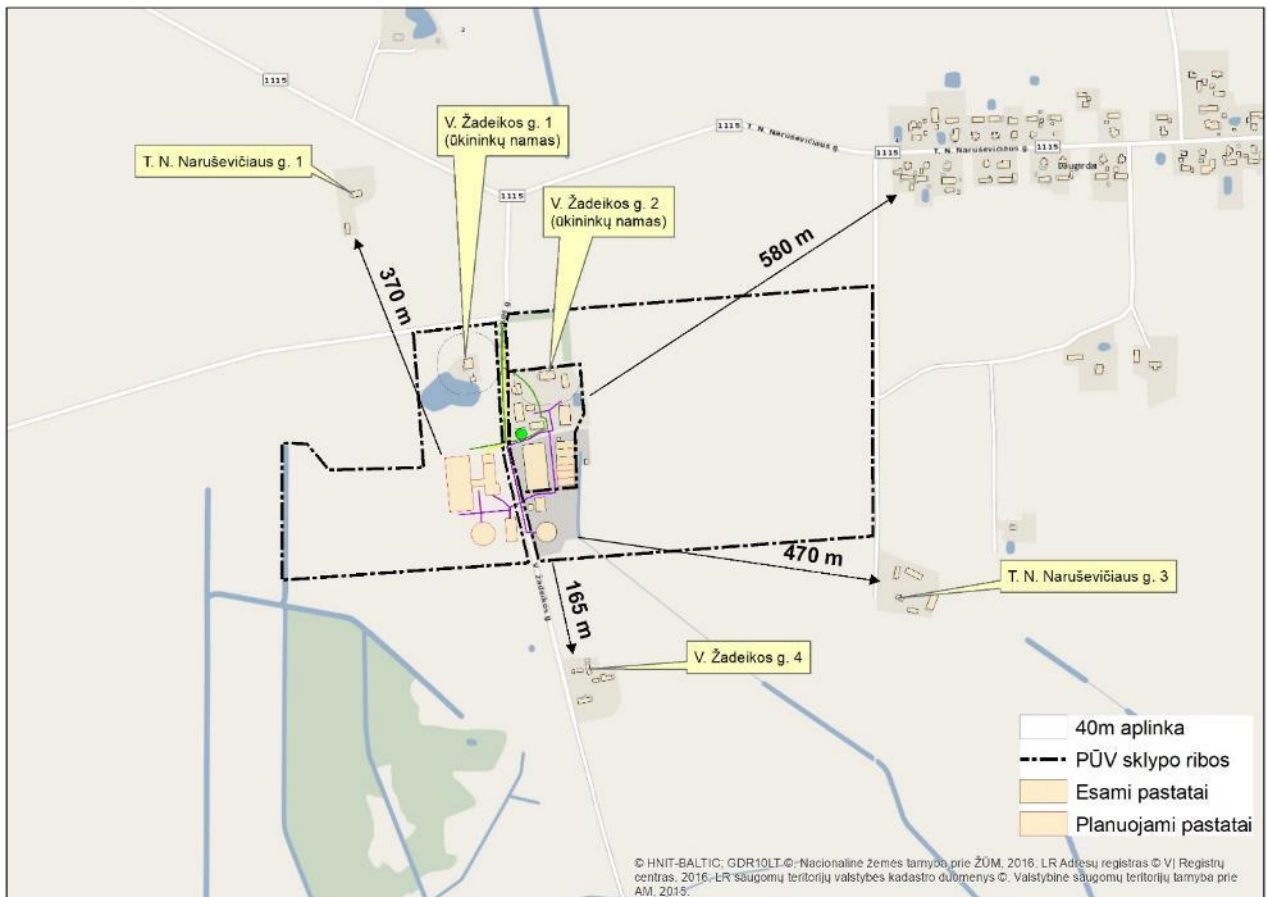 1115
V. Žadeikos g. 1
(ūkininkų namas)
T. N. Naruševičiaus g. 1
1115
T. N. Naruševičiaus g.
1115
T. N. Naruševičiaus g.
1115
Daugirdai
1115
V. Žadeikos g. 2
(ūkininkų namas)
580 m
370 m
470 m
T. N. Naruševičiaus g. 3
V. Žadeikos g.
165 m
V. Žadeikos g. 4
40m aplinka
PŪV sklypo ribos
Esami pastatai
Planuojami pastatai
© HNIT-BALTIC; GDR10LT ©, Nacionalinė žemės tarnyba prie ŽŪM, 2016; LR Adresų registras © VĮ Registrų
centras, 2016, LR saugomų teritorijų valstybės kadastro duomenys ©, Valstybinė saugomų teritorijų tarnyba prie
AM, 2015.